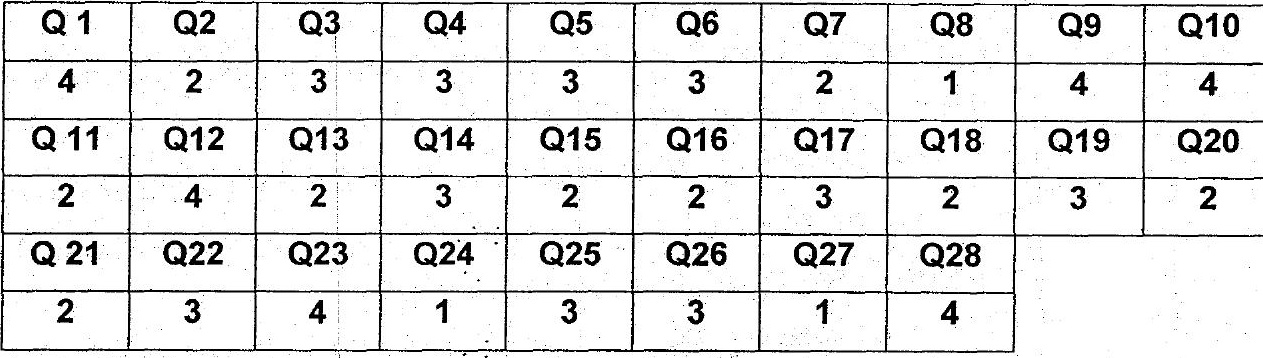 Q 1 Q2 Q3 Q4 Q5 Q6 Q7 Q8 Q9 Q10
4 2 3 3 3 3 2 1 4 4
Q 11 Q12 Q13 Q14 Q15 Q16 Q17 Q18 Q19 Q20
2 4 2 3 2 2 3 2 3 2
Q 21 Q22 Q23 Q24 Q25 Q26 Q27 Q28
2 3 4 1 3 3 1 4